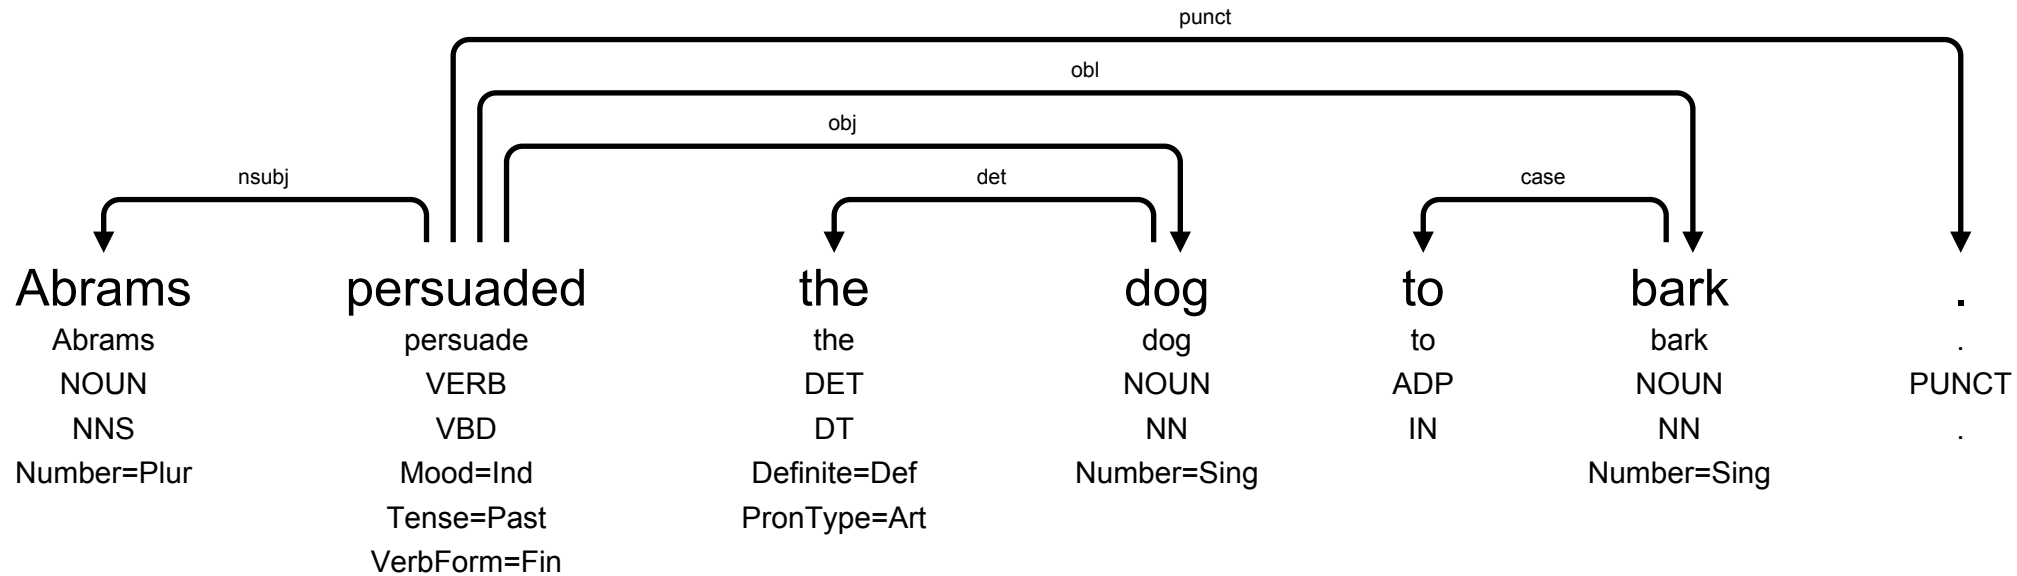 punct
obl
obj
nsubj det case
Abrams persuaded the dog to bark .
Abrams persuade the dog to bark .
NOUN VERB DET NOUN ADP NOUN PUNCT
NNS VBD DT NN IN NN .
Number=Plur Mood=Ind Definite=Def Number=Sing Number=Sing
Tense=Past PronType=Art
VerbForm=Fin